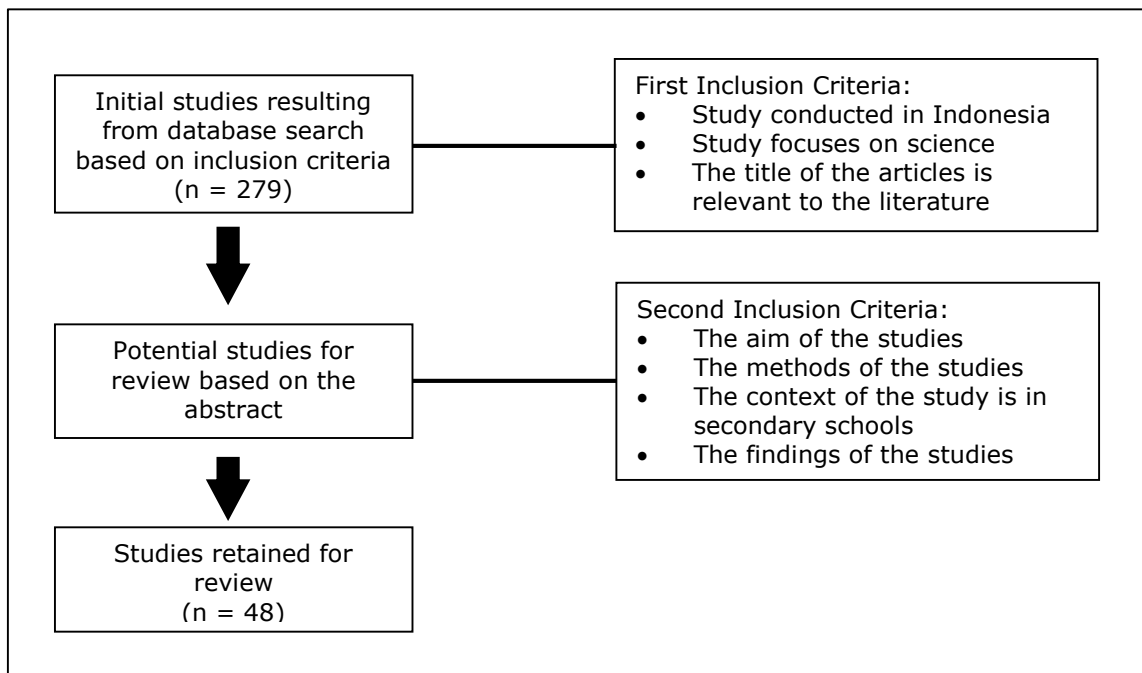 Initial studies resulting
from database search
based on inclusion criteria
(n = 279)
First Inclusion Criteria:
• Study conducted in Indonesia
• Study focuses on science
• The title of the articles is
relevant to the literature
Potential studies for
review based on the
abstract
Second Inclusion Criteria:
• The aim of the studies
• The methods of the studies
• The context of the study is in
secondary schools
• The findings of the studies
Studies retained for
review
(n = 48)